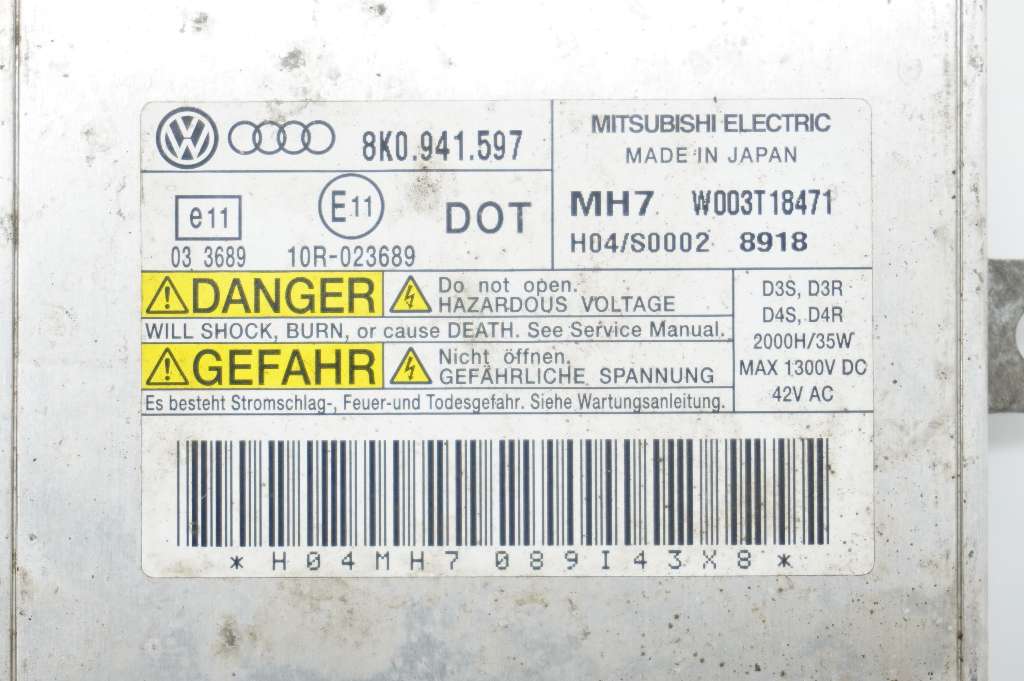 8K0.941.597
MITSUBISHI ELECTRIC
MADE IN JAPAN
e11
E11
DOT
03 3689
10R-023689
MH7 W003T18471
H04/S0002 8918
DANGER
Do not open.
HAZARDOUS VOLTAGE
WILL SHOCK, BURN, or cause DEATH. See Service Manual.
GEFAHR
Nicht öffnen.
GEFÄHRLICHE SPANNUNG
Es besteht Stromschlag-, Feuer-und Todesgefahr. Siehe Wartungsanleitung.
D3S, D3R
D4S, D4R
2000H/35W
MAX 1300V DC
42V AC
*H04MH7089I43X8*